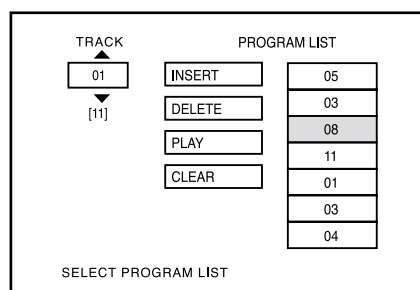 TRACK
01
[11]
PROGRAM LIST
INSERT
DELETE
PLAY
CLEAR
05
03
08
11
01
03
04
SELECT PROGRAM LIST